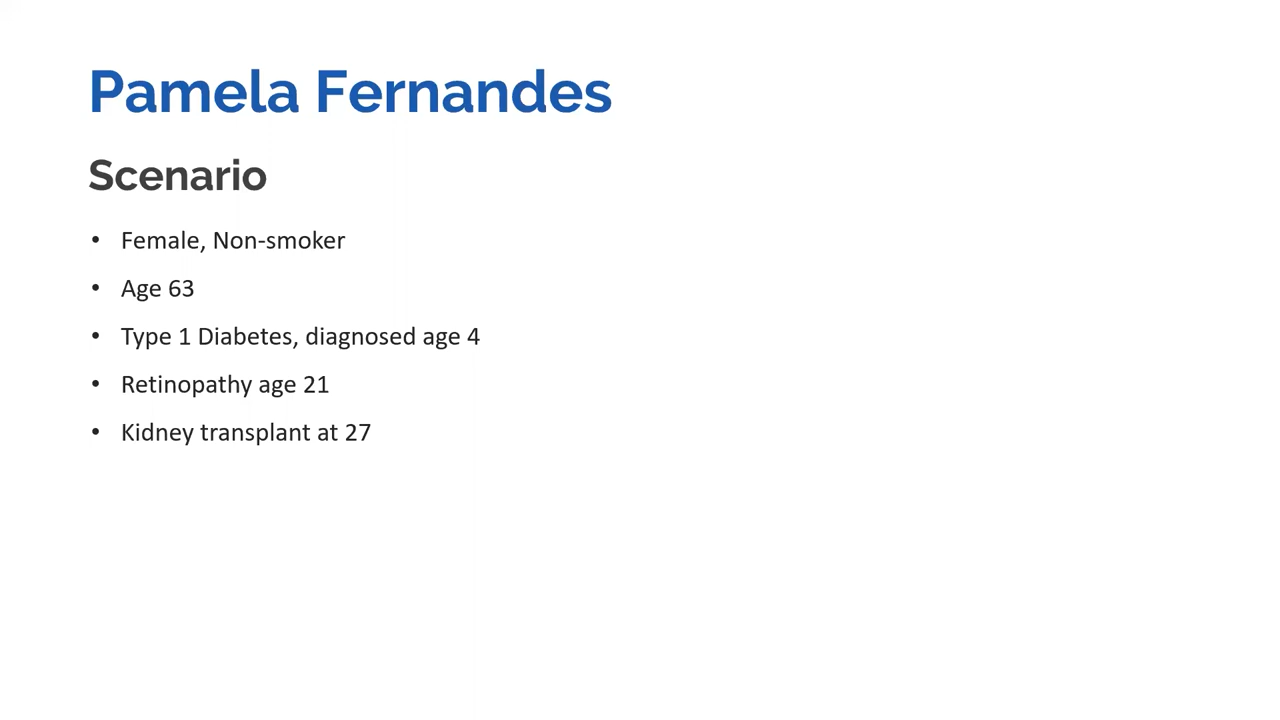 Pamela Fernandes
Scenario
• Female, Non-smoker
• Age 63
• Type 1 Diabetes, diagnosed age 4
• Retinopathy age 21
• Kidney transplant at 27